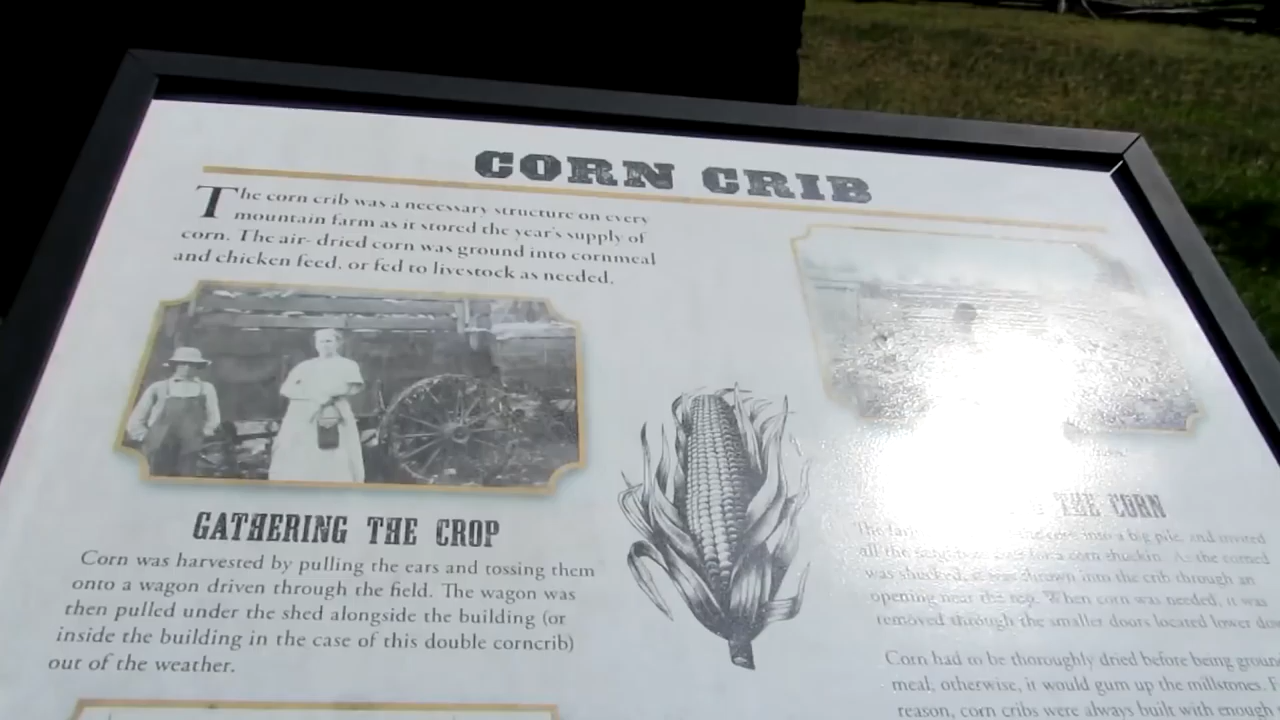 CORN CRIB
The corn crib was a necessary structure on every
mountain farm as it stored the year's supply of
corn. The air-dried corn was ground into cornmeal
and chicken feed, or fed to livestock as needed.
GATHERING THE CROP
Corn was harvested by pulling the ears and tossing them
onto a wagon driven through the field. The wagon was
then pulled under the shed alongside the building (or
inside the building in the case of this double corncrib)
out of the weather.
THE CORN
The into a big pile, and invited
all the for a corn shuckin. As the corned
was shucked, it was thrown into the crib through an
opening near the top. When corn was needed, it was
removed through the smaller doors located lower
Corn had to be thoroughly dried before being
meal; otherwise, it would gum up the millstones.
reason, corn cribs were always built with enough